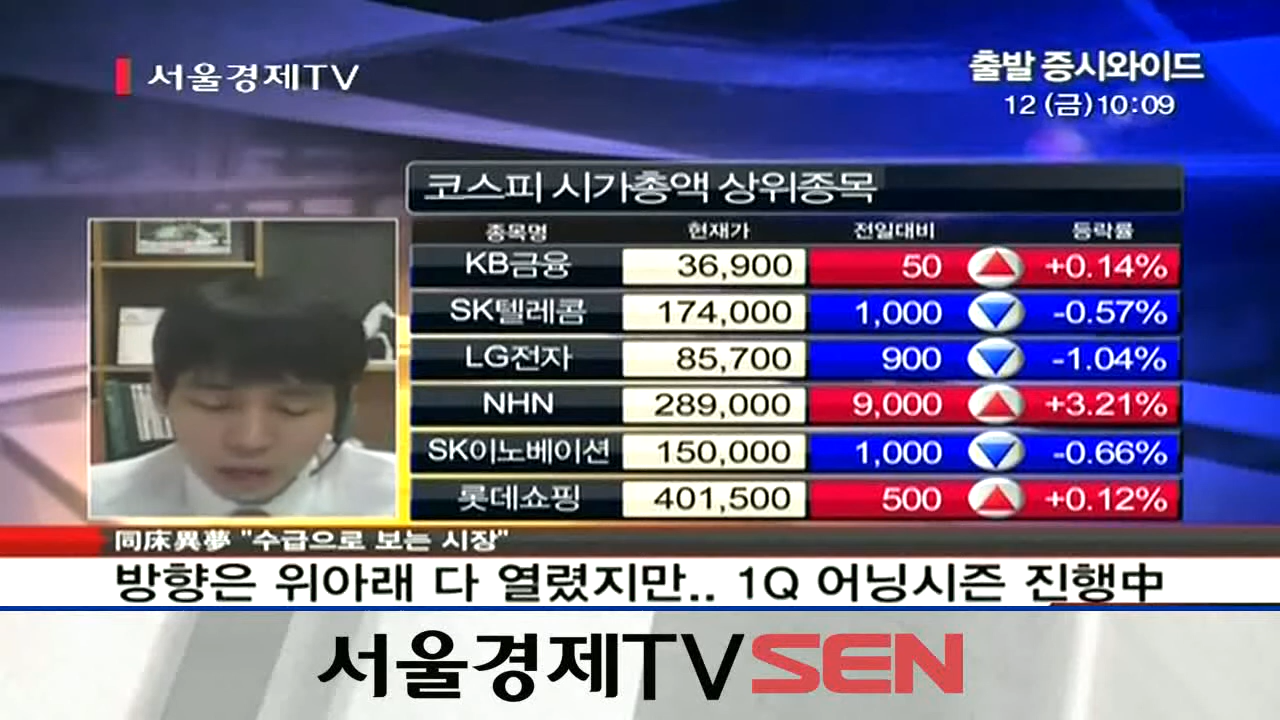 서울경제TV
출발 증시와이드
12 (금) 10:09
코스피 시가총액 상위종목
종목명 현재가 전일대비 등락률
KB금융 36,900 50 ▲ +0.14%
SK텔레콤 174,000 1,000 ▼ -0.57%
LG전자 85,700 900 ▼ -1.04%
NHN 289,000 9,000 ▲ +3.21%
SK이노베이션 150,000 1,000 ▼ -0.66%
롯데쇼핑 401,500 500 ▲ +0.12%
同床異夢 "수급으로 보는 시장"
방향은 위아래 다 열렸지만.. 1Q 어닝시즌 진행中
서울경제TV SEN